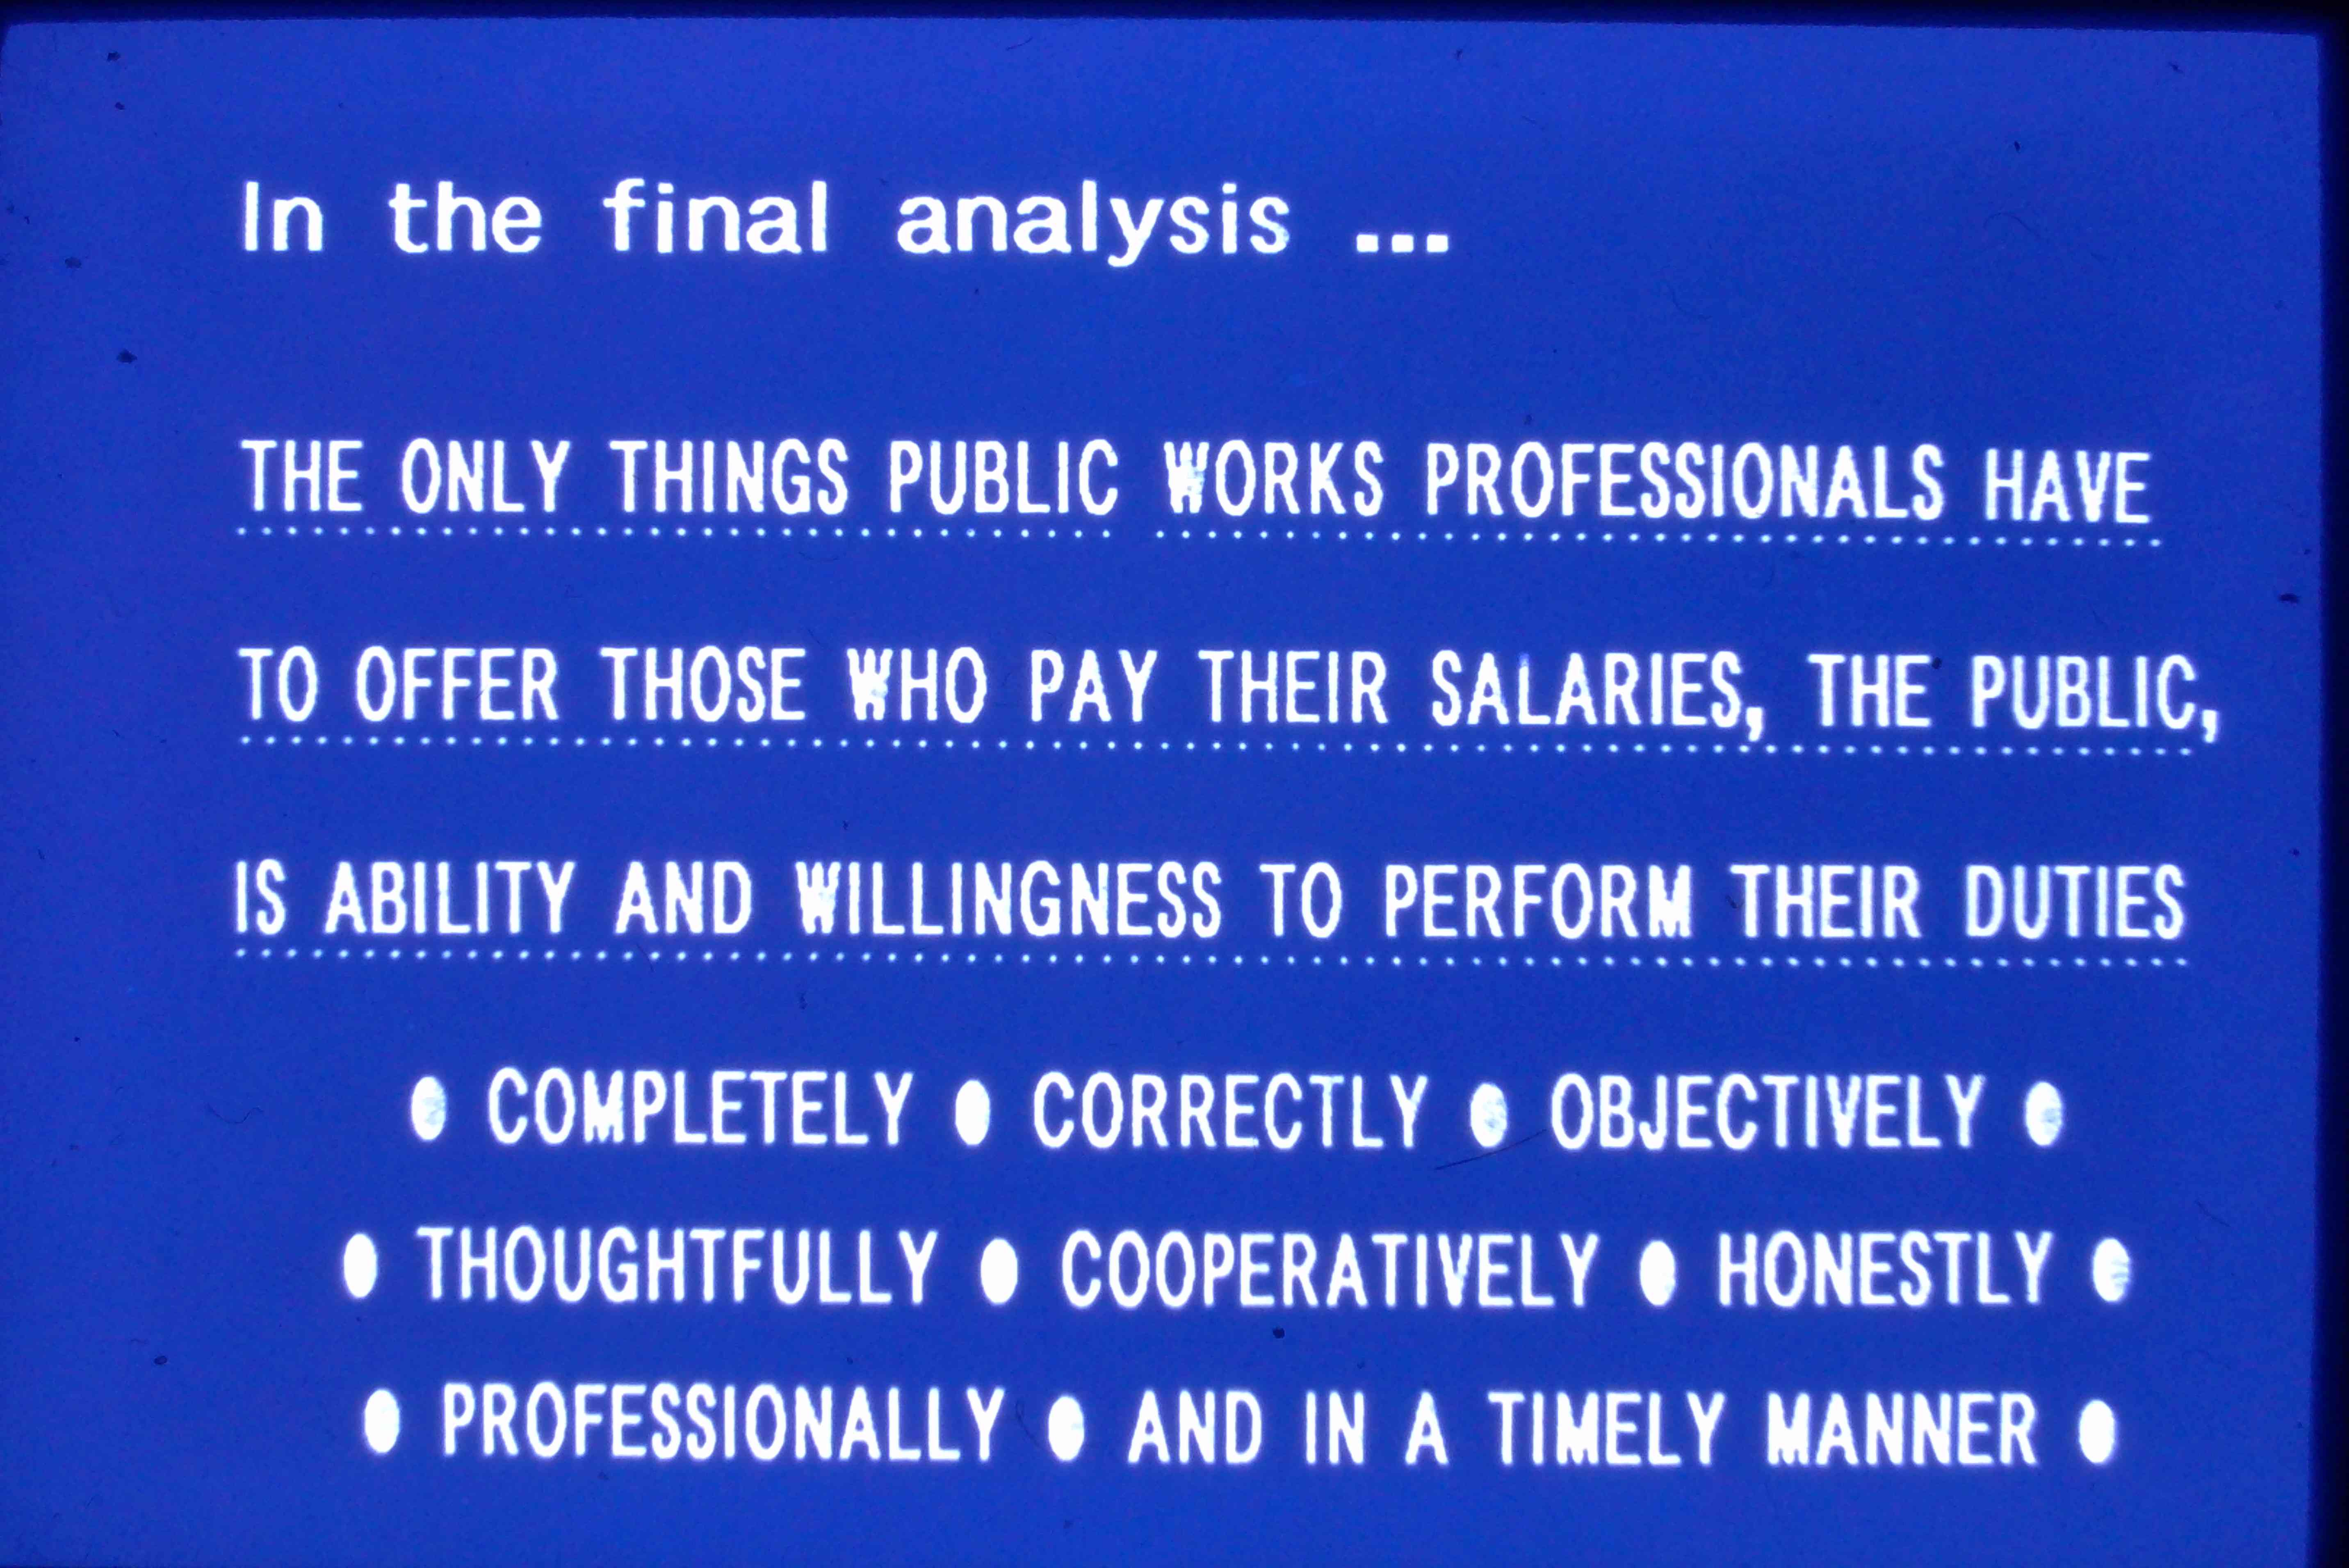 In the final analysis ...
THE ONLY THINGS PUBLIC WORKS PROFESSIONALS HAVE
TO OFFER THOSE WHO PAY THEIR SALARIES, THE PUBLIC,
IS ABILITY AND WILLINGNESS TO PERFORM THEIR DUTIES
● COMPLETELY ● CORRECTLY ● OBJECTIVELY ●
● THOUGHTFULLY ● COOPERATIVELY ● HONESTLY ●
● PROFESSIONALLY ● AND IN A TIMELY MANNER ●